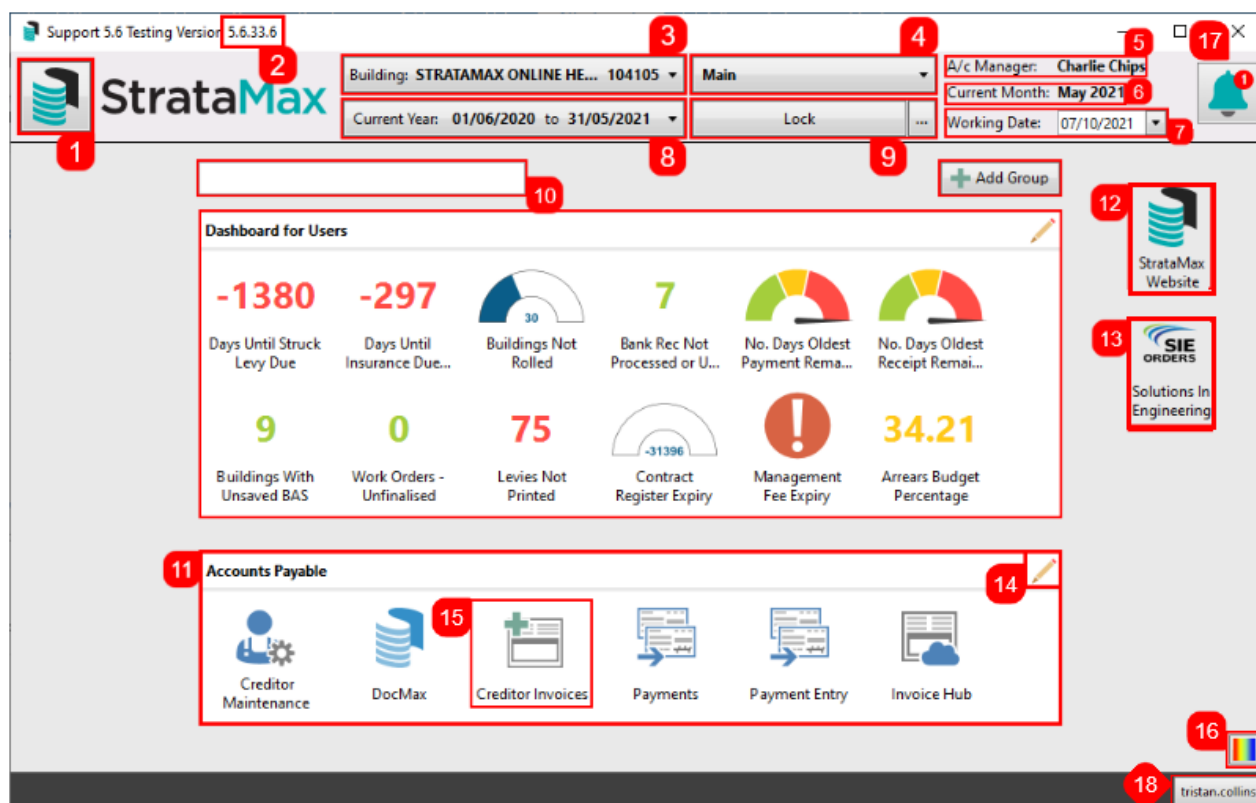 Support 5.6 Testing Version 5.6.33.6
17
1
2
3
4
5
6
7
8
9
StrataMax
Building: STRATAMAX ONLINE HE... 104105
Main
A/c Manager: Charlie Chips
Current Month: May 2021
Current Year: 01/06/2020 to 31/05/2021
Lock
...
Working Date: 07/10/2021
1
10
Add Group
12
StrataMax
Website
13
SIE
ORDERS
Solutions In
Engineering
Dashboard for Users
-1380
Days Until Struck
Levy Due
-297
Days Until
Insurance Due...
30
Buildings Not
Rolled
7
Bank Rec Not
Processed or U...
No. Days Oldest
Payment Rema...
No. Days Oldest
Receipt Remai...
9
Buildings With
Unsaved BAS
0
Work Orders -
Unfinalised
75
Levies Not
Printed
-31396
Contract
Register Expiry
Management
Fee Expiry
34.21
Arrears Budget
Percentage
11
Accounts Payable
14
15
Creditor
Maintenance
DocMax
Creditor Invoices
Payments
Payment Entry
Invoice Hub
16
18
tristan.collins